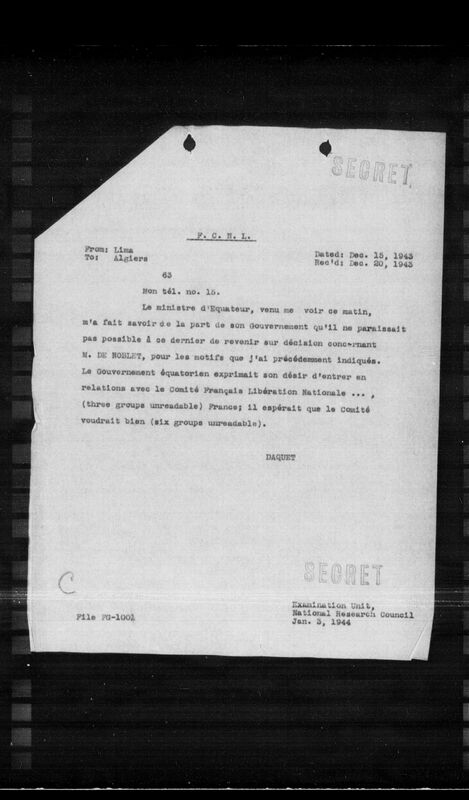 SECRET
F. C. N. L.
From: Lima
To: Algiers
Dated: Dec. 15, 1943
Rec'd: Dec. 20, 1943
63
Mon tél. no. 15.
Le ministre d'Equateur, venu me voir ce matin,
m'a fait savoir de la part de son Gouvernement qu'il ne paraissait
pas possible à ce dernier de revenir sur décision concernant
M. DE NOBLET, pour les motifs que j'ai précédemment indiqués.
Le Gouvernement équatorien exprimait son désir d'entrer en
relations avec le Comité Français Libération Nationale ... ,
(three groups unreadable) France; il espérait que le Comité
voudrait bien (six groups unreadable).
DAQUET
SECRET
C
File FG-1001
Examination Unit,
National Research Council
Jan. 3, 1944